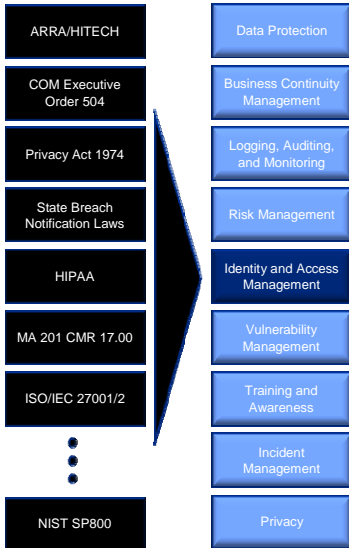 ARRA/HITECH
COM Executive
Order 504
Privacy Act 1974
State Breach
Notification Laws
HIPAA
MA 201 CMR 17.00
ISO/IEC 27001/2
NIST SP800
Data Protection
Business Continuity
Management
Logging, Auditing,
and Monitoring
Risk Management
Identity and Access
Management
Vulnerability
Management
Training and
Awareness
Incident
Management
Privacy